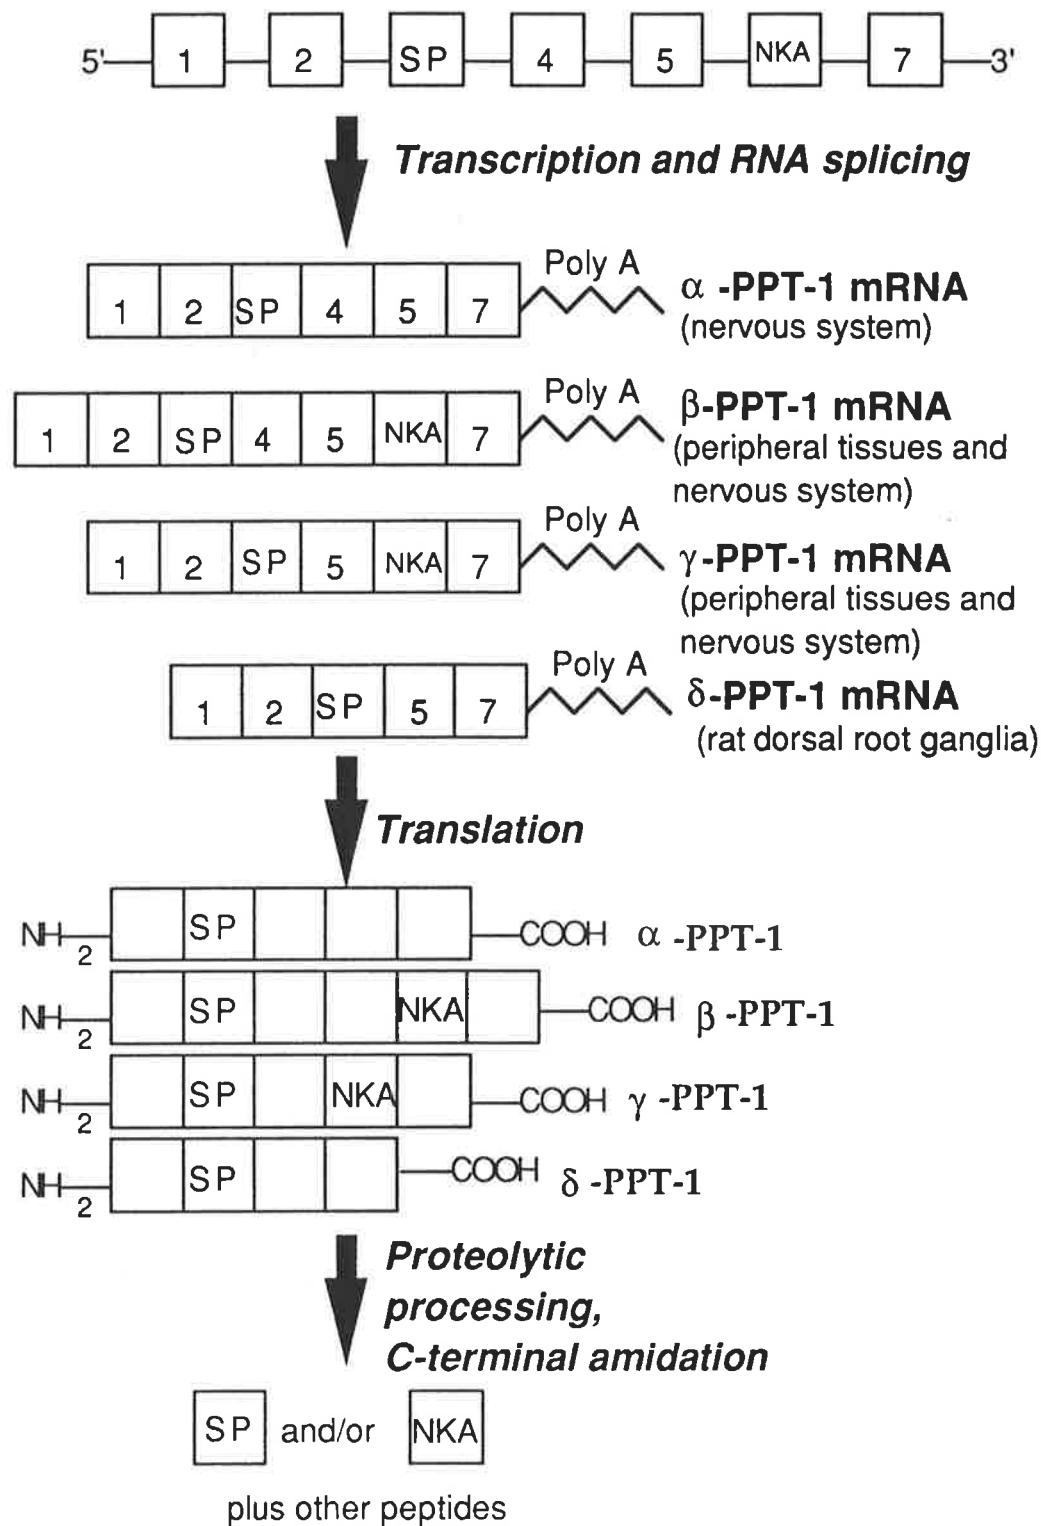 5' 1 2 SP 4 5 NKA 7 3'
Transcription and RNA splicing
1 2 SP 4 5 7 Poly A α -PPT-1 mRNA
(nervous system)
1 2 SP 4 5 NKA 7 Poly A β-PPT-1 mRNA
(peripheral tissues and
nervous system)
1 2 SP 5 NKA 7 Poly A γ-PPT-1 mRNA
(peripheral tissues and
nervous system)
1 2 SP 5 7 Poly A δ-PPT-1 mRNA
(rat dorsal root ganglia)
Translation
NH2 SP COOH α -PPT-1
NH2 SP NKA COOH β -PPT-1
NH2 SP NKA COOH γ -PPT-1
NH2 SP COOH δ -PPT-1
Proteolytic
processing,
C-terminal amidation
SP and/or NKA
plus other peptides